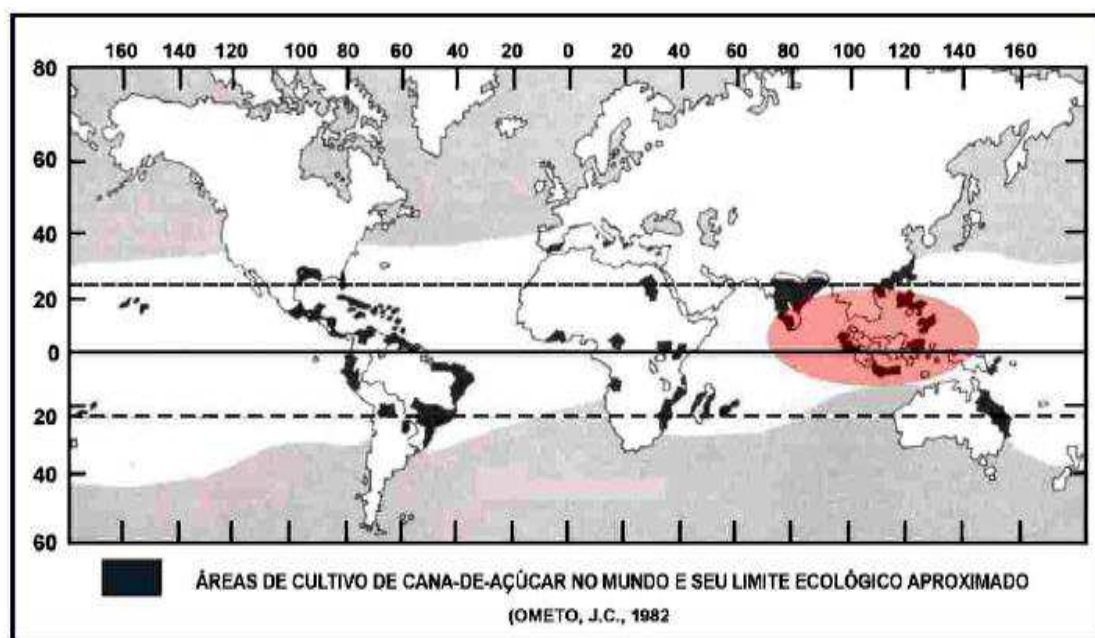 160 140 120 100 80 60 40 20 0 20 40 60 80 100 120 140 160
80
60
40
20
0
20
40
60
ÁREAS DE CULTIVO DE CANA-DE-AÇÚCAR NO MUNDO E SEU LIMITE ECOLÓGICO APROXIMADO
(OMETO, J.C., 1982